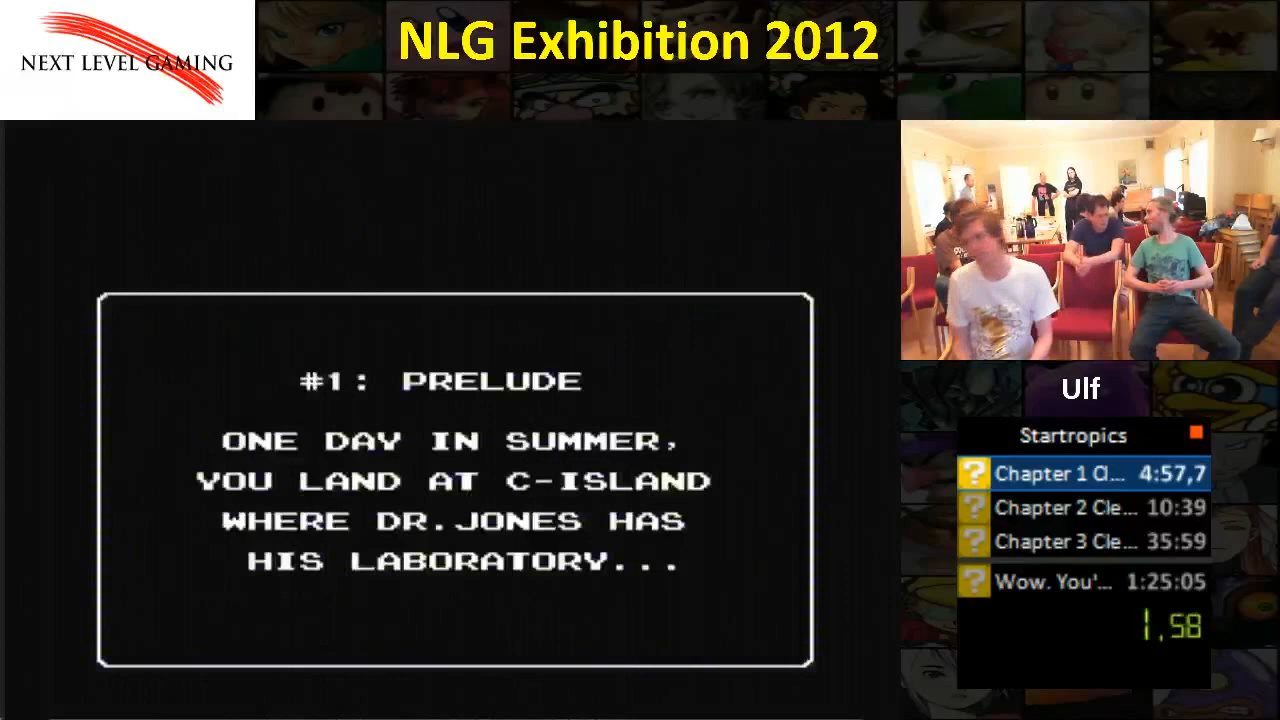 NEXT LEVEL GAMING
NLG Exhibition 2012
#1: PRELUDE
ONE DAY IN SUMMER,
YOU LAND AT C-ISLAND
WHERE DR.JONES HAS
HIS LABORATORY...
Ulf
Startropics
Chapter 1 Cl... 4:57,7
Chapter 2 Cle... 10:39
Chapter 3 Cle... 35:59
Wow. You'... 1:25:05
1,58